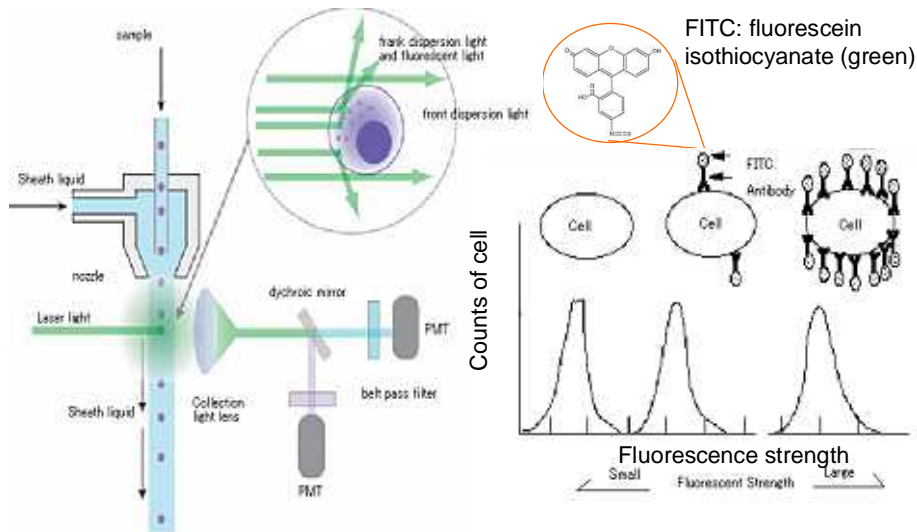 sample
frank dispersion light
and fluorescent light
front dispersion light
Sheath liquid
nozzle
Laser light
dychroic mirror
PMT
belt pass filter
Collection
light lens
Sheath liquid
PMT
FITC: fluorescein
isothiocyanate (green)
O
O
OH
O
HO
FITC
Antibody
Cell
Cell
Cell
Counts of cell
Fluorescence strength
Small
Fluorescent Strength
Large